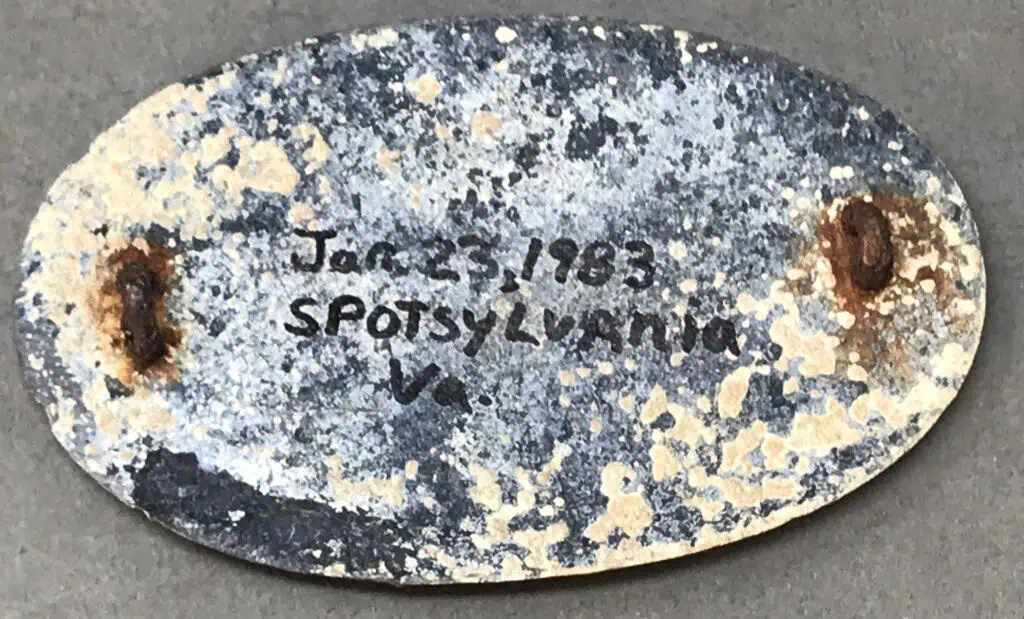 Jan. 23, 1983
SPOTSyLVAnia
Va.